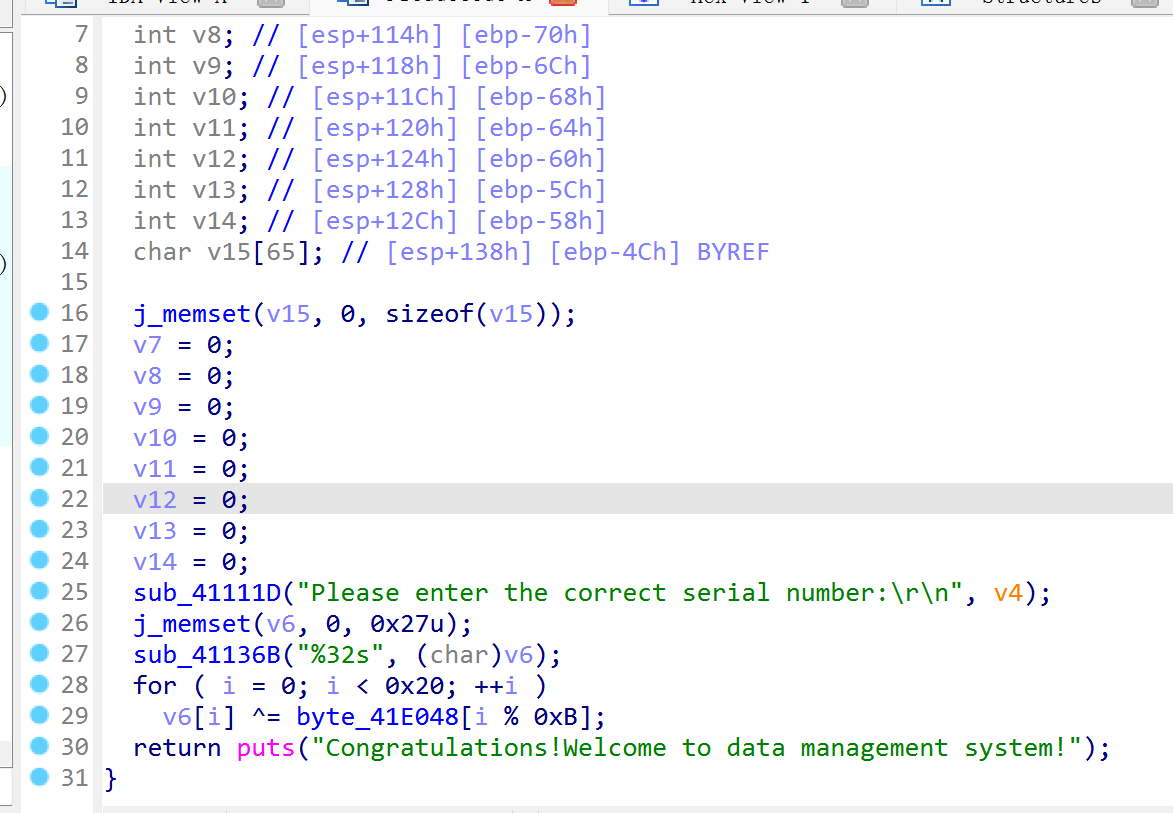 IDA View-A Hex View-1 Structures
7 int v8; // [esp+114h] [ebp-70h]
8 int v9; // [esp+118h] [ebp-6Ch]
9 int v10; // [esp+11Ch] [ebp-68h]
10 int v11; // [esp+120h] [ebp-64h]
11 int v12; // [esp+124h] [ebp-60h]
12 int v13; // [esp+128h] [ebp-5Ch]
13 int v14; // [esp+12Ch] [ebp-58h]
14 char v15[65]; // [esp+138h] [ebp-4Ch] BYREF
15
16 j_memset(v15, 0, sizeof(v15));
17 v7 = 0;
18 v8 = 0;
19 v9 = 0;
20 v10 = 0;
21 v11 = 0;
22 v12 = 0;
23 v13 = 0;
24 v14 = 0;
25 sub_41111D("Please enter the correct serial number:\r\n", v4);
26 j_memset(v6, 0, 0x27u);
27 sub_41136B("%32s", (char)v6);
28 for ( i = 0; i < 0x20; ++i )
29 v6[i] ^= byte_41E048[i % 0xB];
30 return puts("Congratulations!Welcome to data management system!");
31 }